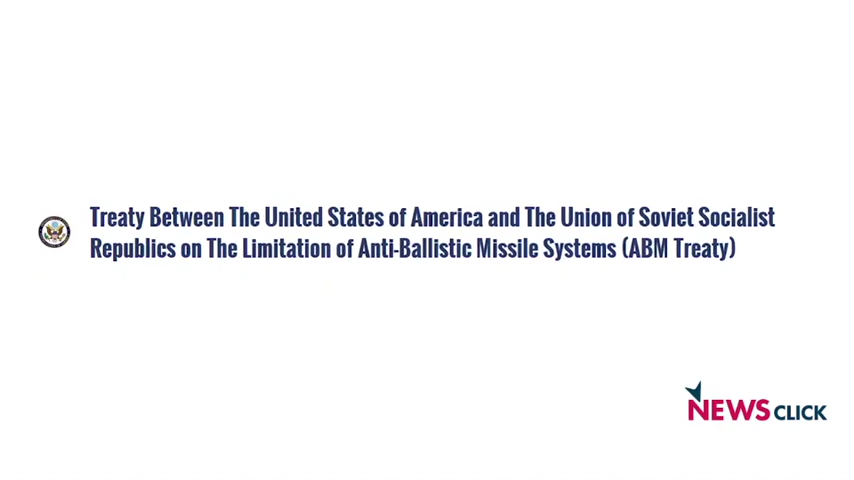 Treaty Between The United States of America and The Union of Soviet Socialist
Republics on The Limitation of Anti-Ballistic Missile Systems (ABM Treaty)
NEWSCLICK